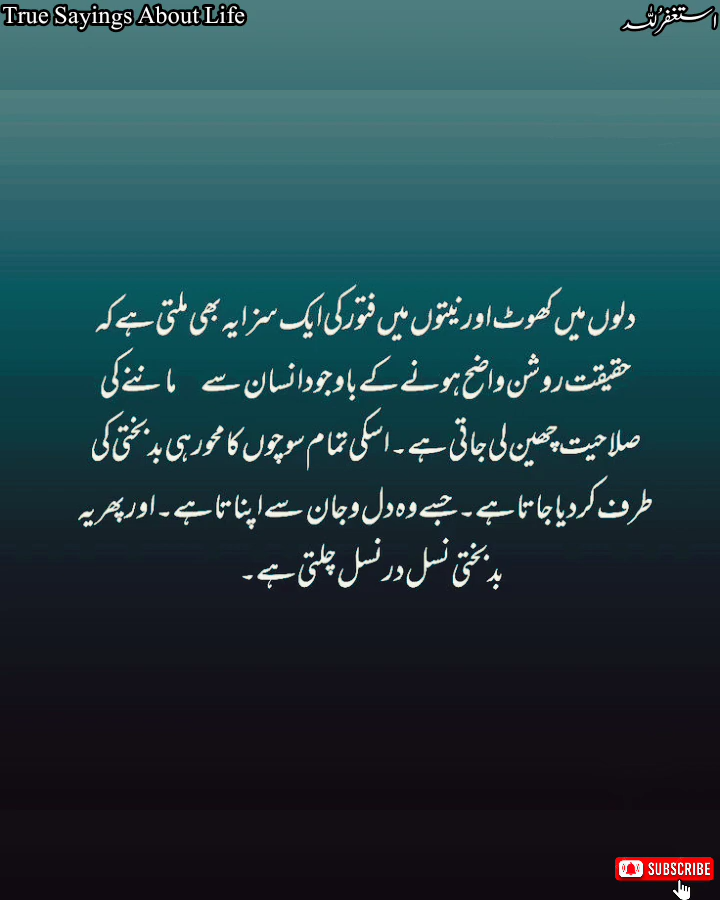 True Sayings About Life
استغفرُللہ
دلوں میں کھوٹ اور نیتوں میں فتور کی ایک سزا یہ بھی ملتی ہے کہ
حقیقت روشن واضح ہونے کے باوجود انسان سے ماننے کی
صلاحیت چھین لی جاتی ہے۔ اسکی تمام سوچوں کا محور ہی بدبختی کی
طرف کر دیا جاتا ہے۔ جسے وہ دل و جان سے اپناتا ہے۔ اور پھر یہ
بدبختی نسل در نسل چلتی ہے۔
SUBSCRIBE